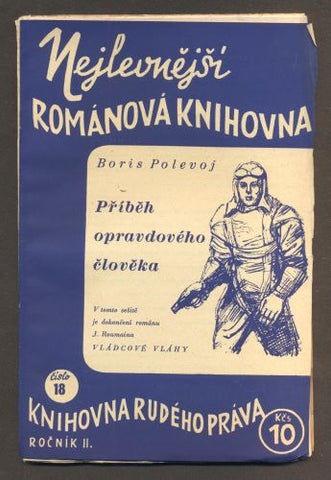 Nejlevnější
ROMÁNOVÁ KNIHOVNA
Boris Polevoj
Příběh
opravdového
člověka
V tomto sešitě
je dokončení románu
J. Roumaina
VLÁDCOVÉ VLÁHY
číslo
18
KNIHOVNA RUDÉHO PRÁVA
ROČNÍK II.
Kčs
10